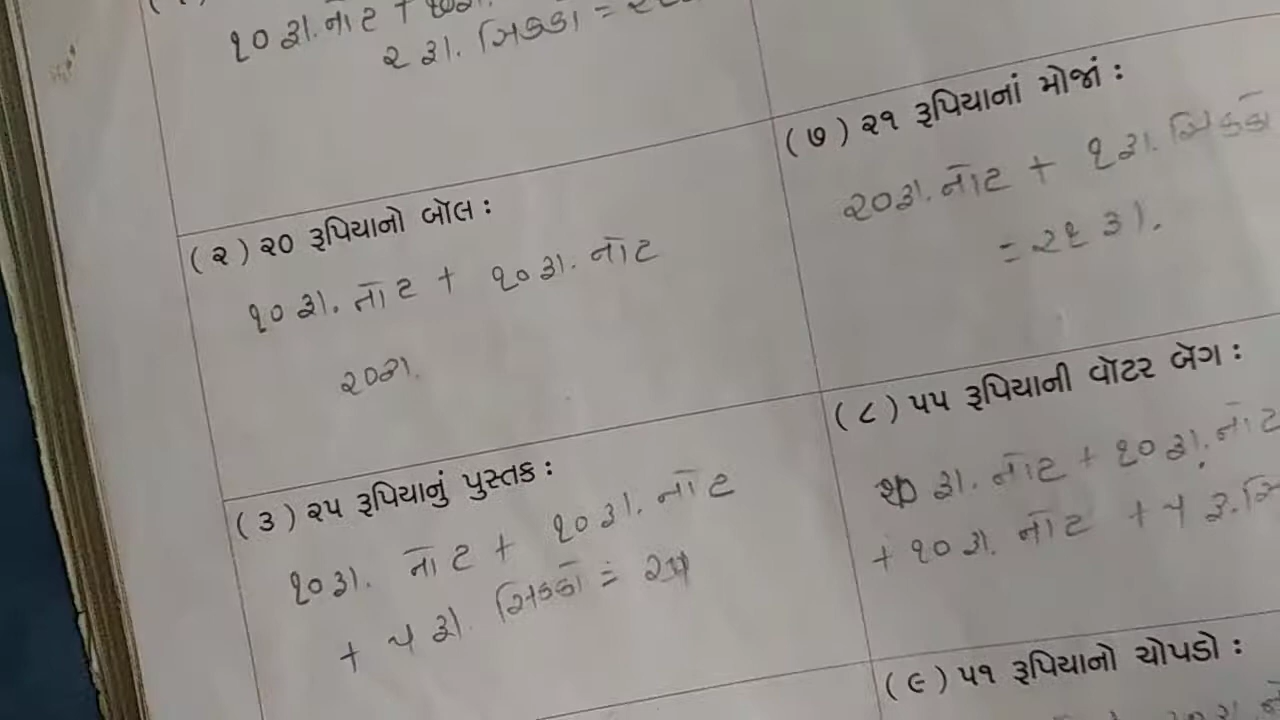 ૧૦ રૂા. નોટ +
૨ રૂા. સિક્કો =
(૨) ૨૦ રૂપિયાનો બૉલ :
૧૦ રૂા. નોટ + ૧૦ રૂા. નોટ
૨૦ રૂા.
(૩) ૨૫ રૂપિયાનું પુસ્તક :
૧૦ રૂા. નોટ + ૧૦ રૂા. નોટ
+ ૫ રૂા. સિક્કો = ૨૫
(૭) ૨૧ રૂપિયાનાં મોજાં :
૨૦ રૂા. નોટ + ૧ રૂા. સિક્કો
= ૨૧ રૂા.
(૮) ૫૫ રૂપિયાની વૉટર બૅગ :
રૂા. નોટ + ૧૦ રૂા. નોટ
+ ૧૦ રૂા. નોટ + ૫ રૂ.
(૯) ૫૧ રૂપિયાનો ચોપડો :